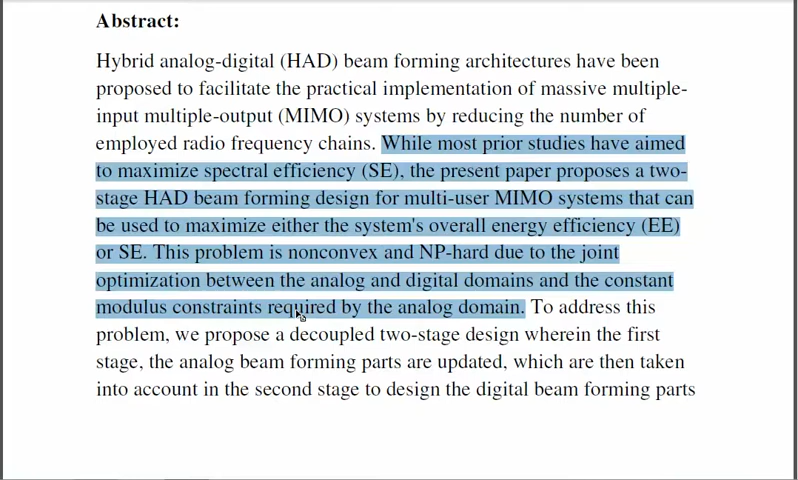 Abstract:
Hybrid analog-digital (HAD) beam forming architectures have been
proposed to facilitate the practical implementation of massive multiple-
input multiple-output (MIMO) systems by reducing the number of
employed radio frequency chains. While most prior studies have aimed
to maximize spectral efficiency (SE), the present paper proposes a two-
stage HAD beam forming design for multi-user MIMO systems that can
be used to maximize either the system's overall energy efficiency (EE)
or SE. This problem is nonconvex and NP-hard due to the joint
optimization between the analog and digital domains and the constant
modulus constraints required by the analog domain. To address this
problem, we propose a decoupled two-stage design wherein the first
stage, the analog beam forming parts are updated, which are then taken
into account in the second stage to design the digital beam forming parts